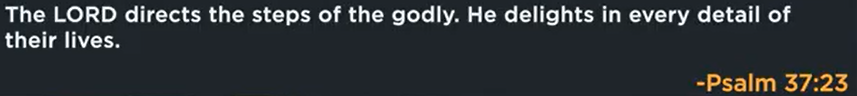 The LORD directs the steps of the godly. He delights in every detail of
their lives.
-Psalm 37:23